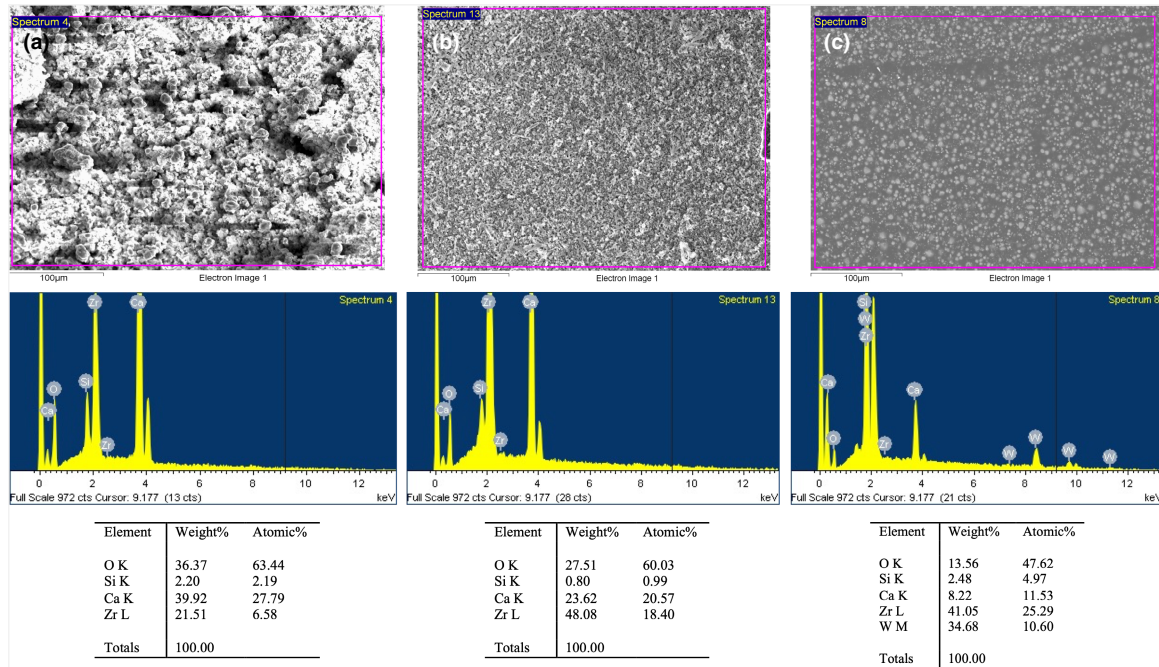 Spectrum 4
(a)
100µm
Electron Image 1
Spectrum 13
(b)
100µm
Electron Image 1
Spectrum 8
(c)
100µm
Electron Image 1
Spectrum 4
Zr
Ca
Si
O
Ca
Zr
0 2 4 6 8 10 12
Full Scale 972 cts Cursor: 9.177 (13 cts) keV
Spectrum 13
Zr
Ca
Si
O
Ca
Zr
0 2 4 6 8 10 12
Full Scale 972 cts Cursor: 9.177 (28 cts) keV
Spectrum 8
Si
W
Zr
Ca
Ca
O
Zr
W
W
W
W
0 2 4 6 8 10 12
Full Scale 972 cts Cursor: 9.177 (21 cts) keV
Element Weight% Atomic%
O K 36.37 63.44
Si K 2.20 2.19
Ca K 39.92 27.79
Zr L 21.51 6.58
Totals 100.00
Element Weight% Atomic%
O K 27.51 60.03
Si K 0.80 0.99
Ca K 23.62 20.57
Zr L 48.08 18.40
Totals 100.00
Element Weight% Atomic%
O K 13.56 47.62
Si K 2.48 4.97
Ca K 8.22 11.53
Zr L 41.05 25.29
W M 34.68 10.60
Totals 100.00